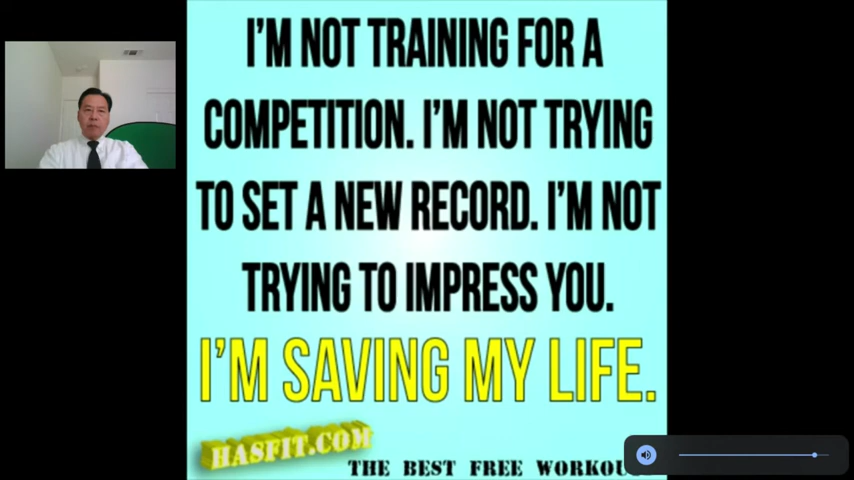 I'M NOT TRAINING FOR A
COMPETITION. I'M NOT TRYING
TO SET A NEW RECORD. I'M NOT
TRYING TO IMPRESS YOU.
I'M SAVING MY LIFE.
HASFIT.COM
THE BEST FREE